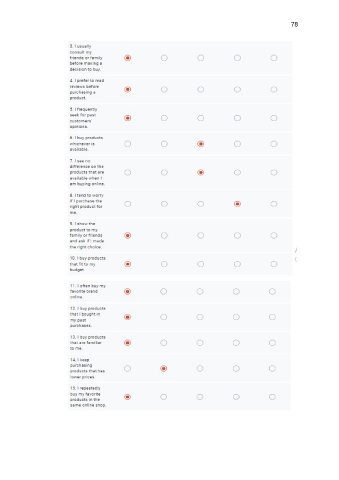 78
3. I usually
consult my
friends or family
before making a
decision to buy.
4. I prefer to read
reviews before
purchasing a
product.
5. I frequently
seek for past
customers'
opinions.
6. I buy products
whichever is
available.
7. I see no
difference on the
products that are
available when I
am buying online.
8. I tend to worry
if I purchase the
right product for
me.
9. I show the
product to my
family or friends
and ask if I made
the right choice.
10. I buy products
that fit to my
budget.
11. I often buy my
favorite brand
online.
12. I buy products
that I bought in
my past
purchases.
13. I buy products
that are familiar
to me.
14. I keep
purchasing
products that has
lower prices.
15. I repeatedly
buy my favorite
products in the
same online shop.